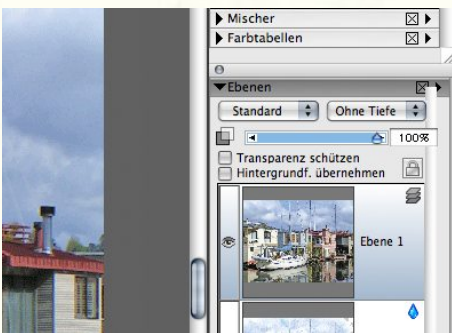 Mischer
Farbtabellen
Ebenen
Standard Ohne Tiefe
100%
Transparenz schützen
Hintergrundf. übernehmen
Ebene 1